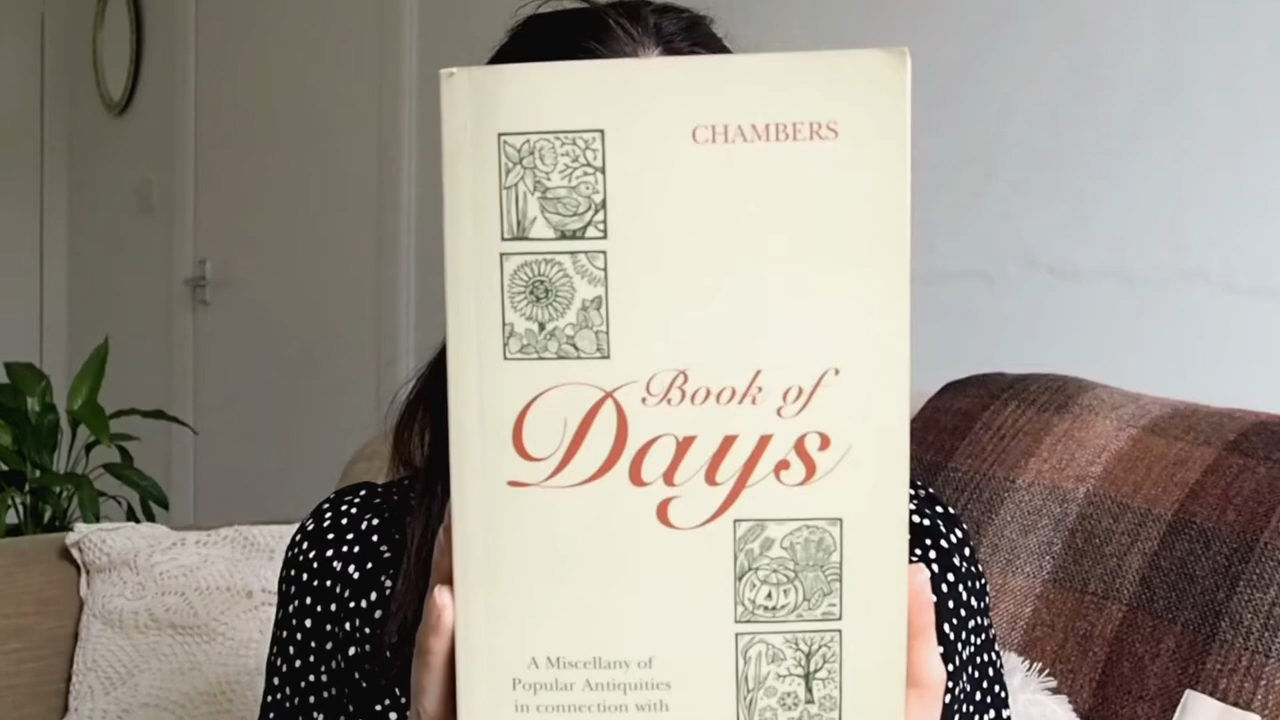 CHAMBERS
Book of
Days
A Miscellany of
Popular Antiquities
in connection with